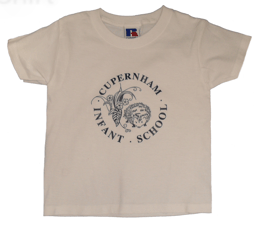 CUPERNHAM
INFANT . SCHOOL .